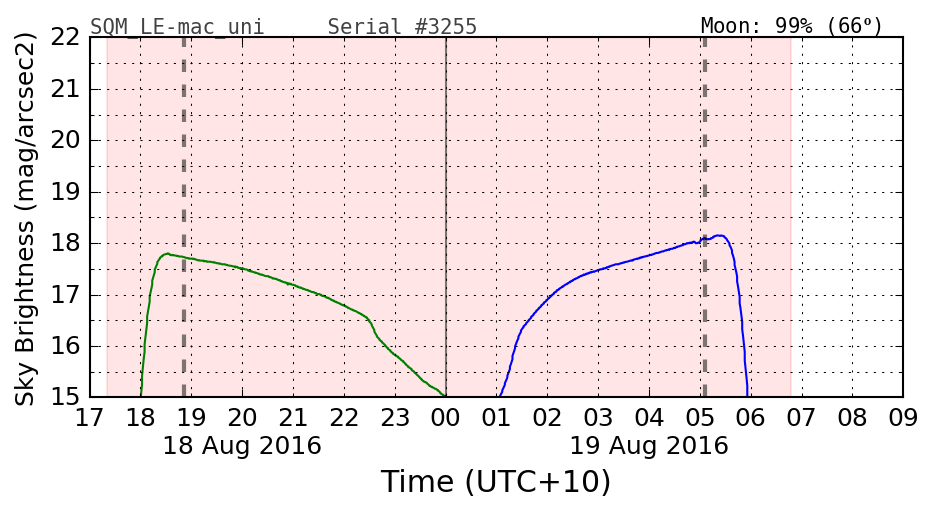 SQM_LE-mac_uni Serial #3255 Moon: 99% (66°)
Sky Brightness (mag/arcsec2)
22
21
20
19
18
17
16
15
17 18 19 20 21 22 23 00 01 02 03 04 05 06 07 08 09
18 Aug 2016 19 Aug 2016
Time (UTC+10)